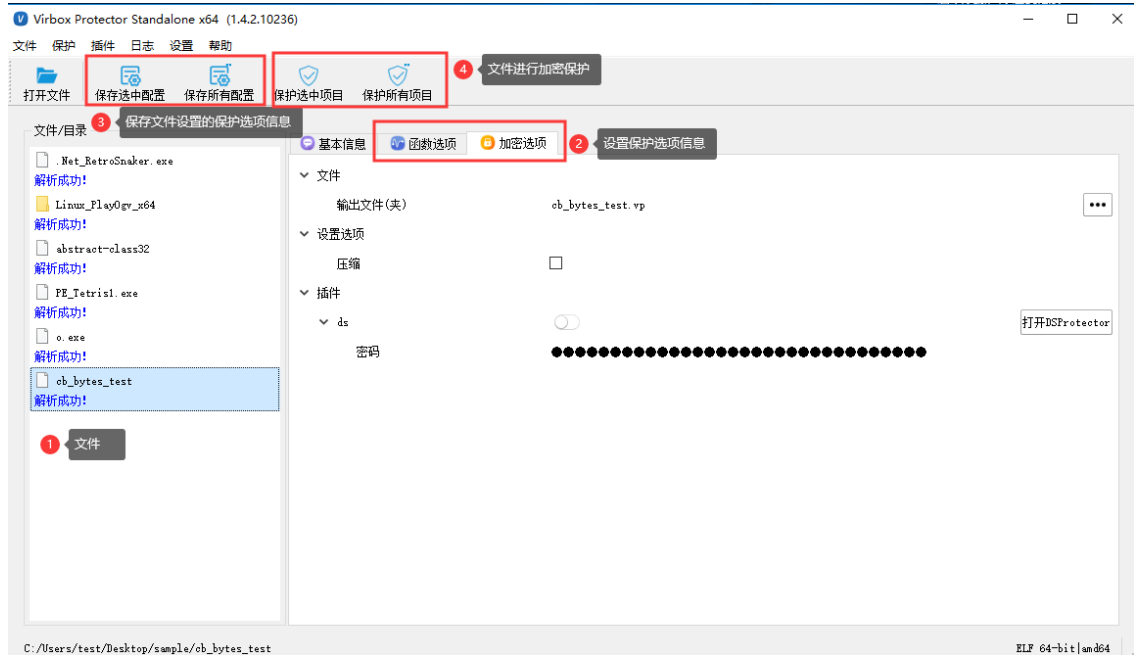 Virbox Protector Standalone x64 (1.4.2.10236)
文件 保护 插件 日志 设置 帮助
打开文件 保存选中配置 保存所有配置 保护选中项目 保护所有项目
4 文件进行加密保护
文件/目录
3 保存文件设置的保护选项信息
基本信息 函数选项 加密选项
2 设置保护选项信息
.Net_RetroSnaker.exe
解析成功!
Linux_PlayOgv_x64
解析成功!
abstract-class32
解析成功!
PE_Tetris1.exe
解析成功!
o.exe
解析成功!
cb_bytes_test
解析成功!
1 文件
文件
输出文件(夹) cb_bytes_test.vp
设置选项
压缩
插件
ds 打开DSProtector
密码
C:/Users/test/Desktop/sample/cb_bytes_test ELF 64-bit|amd64